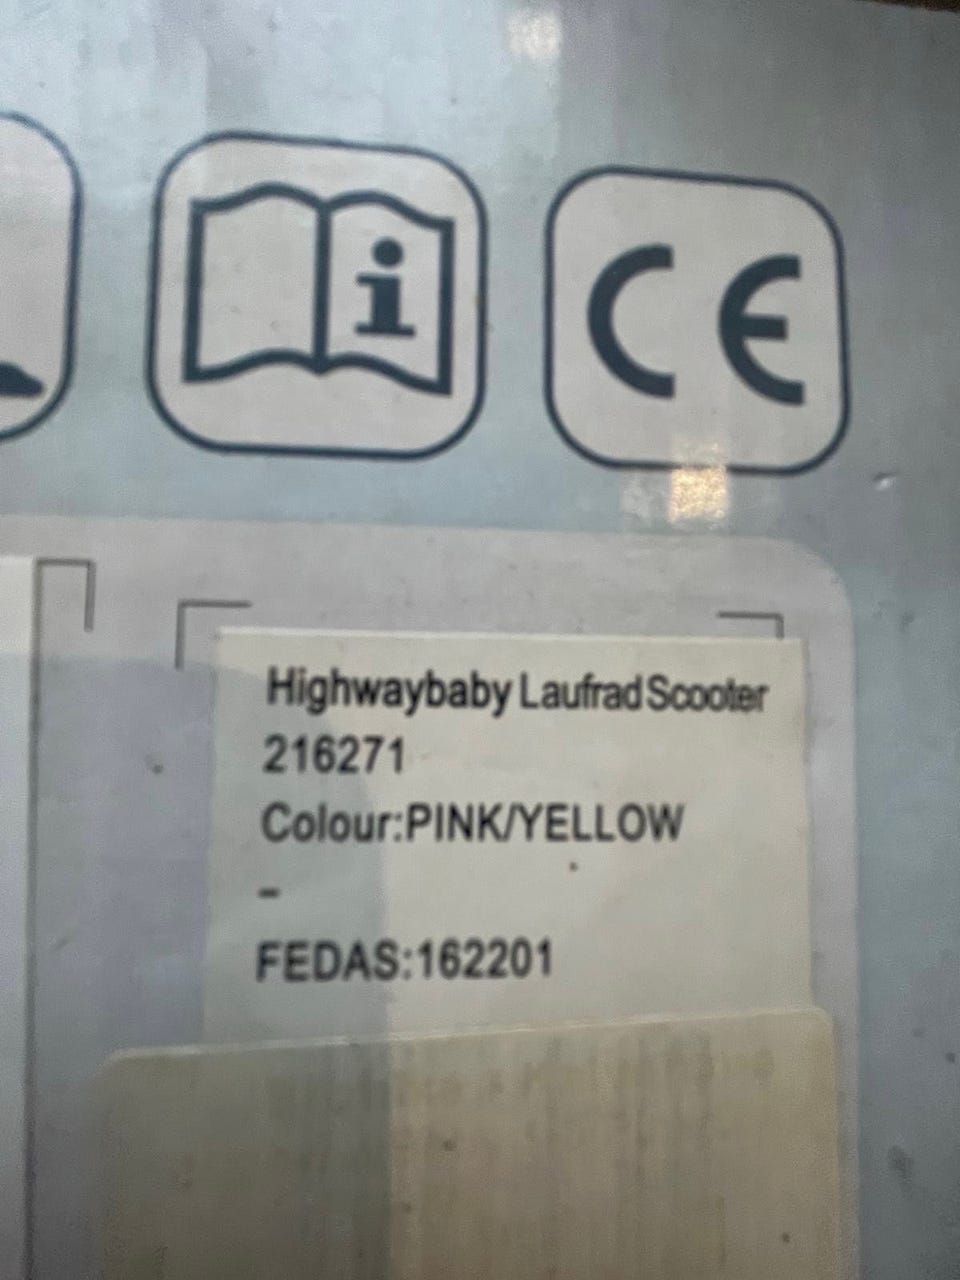 i
CE
Highwaybaby Laufrad Scooter
216271
Colour:PINK/YELLOW
-
FEDAS:162201